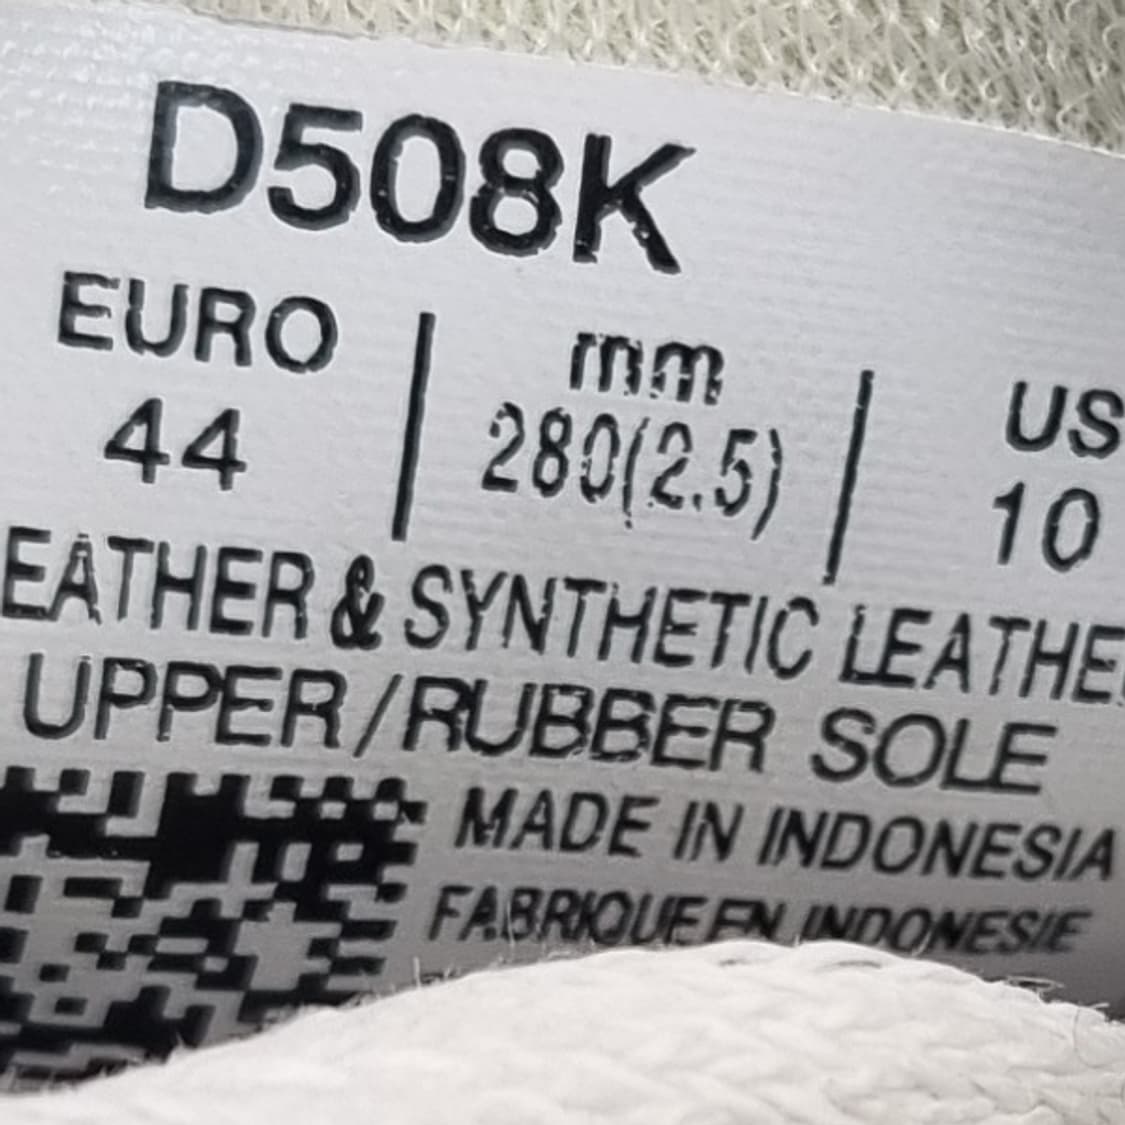 D508K
EURO | mm | US
44 | 280(2.5) | 10
EATHER & SYNTHETIC LEATHE
UPPER/RUBBER SOLE
MADE IN INDONESIA
FABRIQUE EN INDONESIE